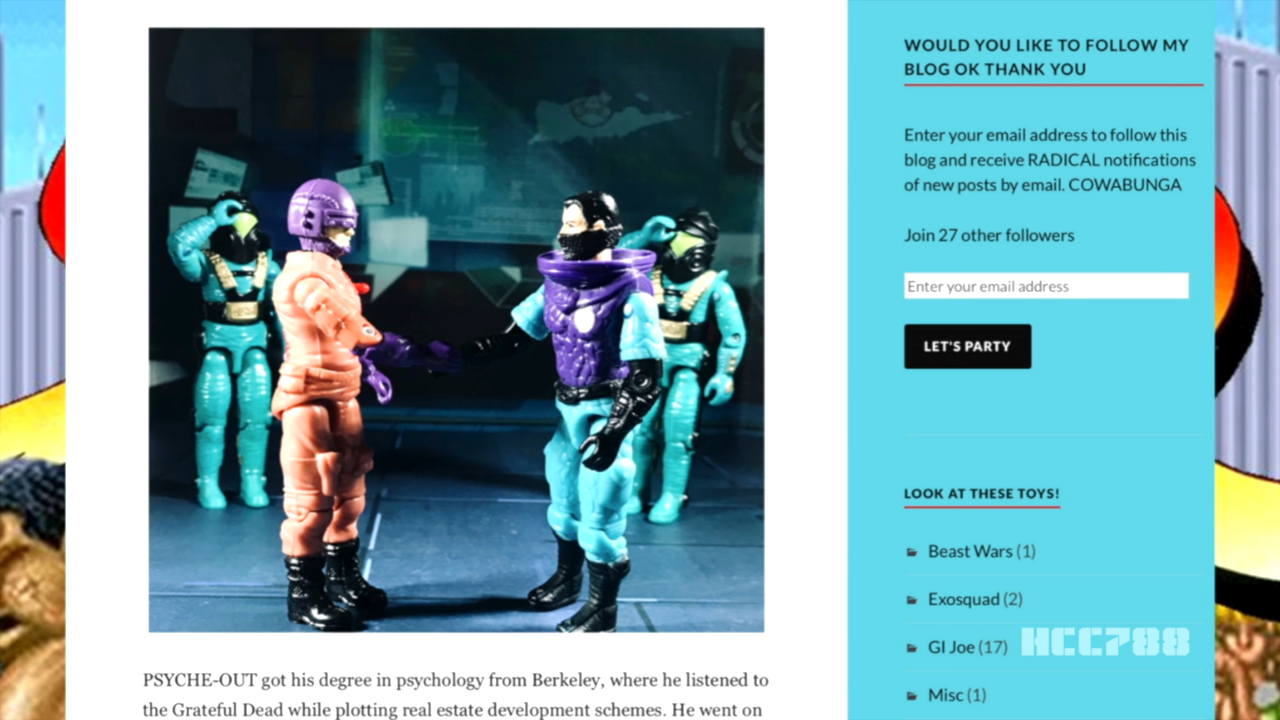 WOULD YOU LIKE TO FOLLOW MY
BLOG OK THANK YOU
Enter your email address to follow this
blog and receive RADICAL notifications
of new posts by email. COWABUNGA
Join 27 other followers
Enter your email address
LET'S PARTY
LOOK AT THESE TOYS!
Beast Wars (1)
Exosquad (2)
GI Joe (17)
HCC788
Misc (1)
PSYCHE-OUT got his degree in psychology from Berkeley, where he listened to
the Grateful Dead while plotting real estate development schemes. He went on